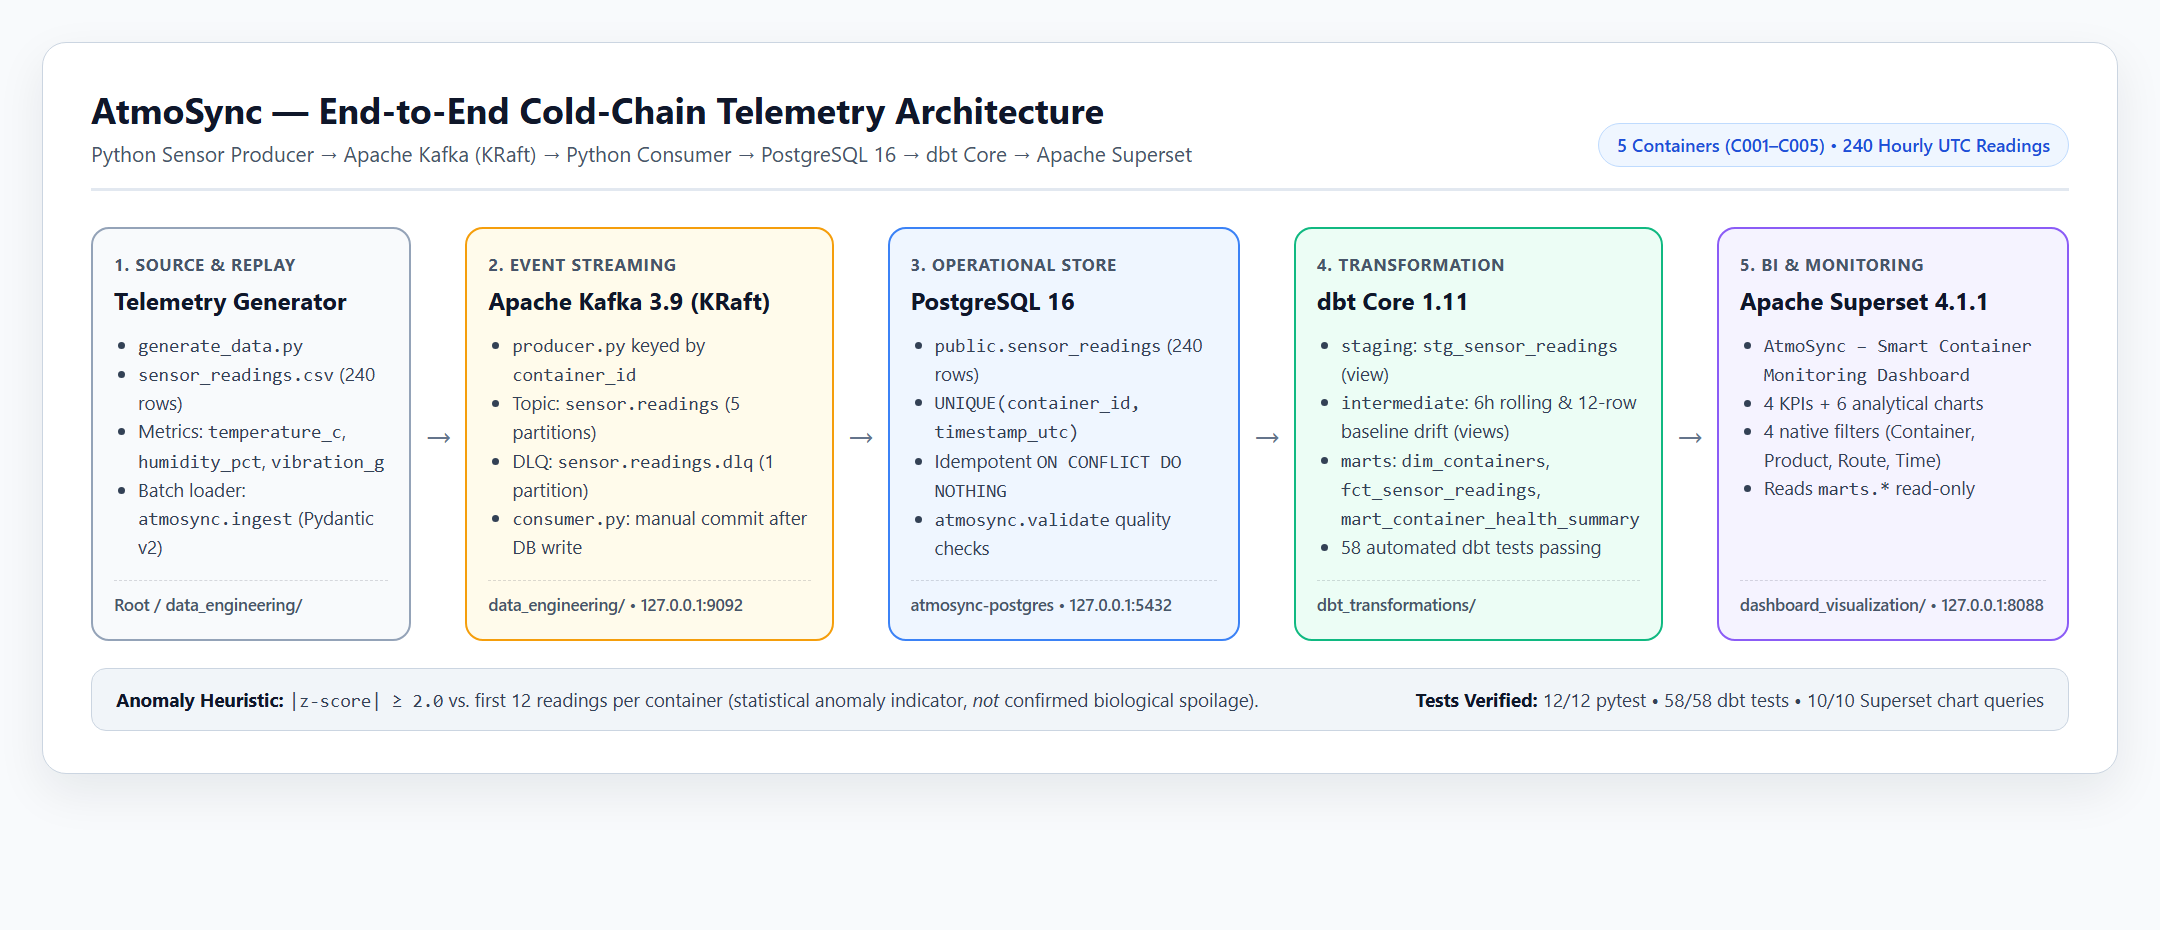 AtmoSync — End-to-End Cold-Chain Telemetry Architecture
Python Sensor Producer → Apache Kafka (KRaft) → Python Consumer → PostgreSQL 16 → dbt Core → Apache Superset
5 Containers (C001–C005) • 240 Hourly UTC Readings
1. SOURCE & REPLAY
Telemetry Generator
• generate_data.py
• sensor_readings.csv (240
rows)
• Metrics: temperature_c,
humidity_pct, vibration_g
• Batch loader:
atmosync.ingest (Pydantic
v2)
Root / data_engineering/
→
2. EVENT STREAMING
Apache Kafka 3.9 (KRaft)
• producer.py keyed by
container_id
• Topic: sensor.readings (5
partitions)
• DLQ: sensor.readings.dlq (1
partition)
• consumer.py: manual commit after
DB write
data_engineering/ • 127.0.0.1:9092
→
3. OPERATIONAL STORE
PostgreSQL 16
• public.sensor_readings (240
rows)
• UNIQUE(container_id,
timestamp_utc)
• Idempotent ON CONFLICT DO
NOTHING
• atmosync.validate quality
checks
atmosync-postgres • 127.0.0.1:5432
→
4. TRANSFORMATION
dbt Core 1.11
• staging: stg_sensor_readings
(view)
• intermediate: 6h rolling & 12-row
baseline drift (views)
• marts: dim_containers,
fct_sensor_readings,
mart_container_health_summary
• 58 automated dbt tests passing
dbt_transformations/
→
5. BI & MONITORING
Apache Superset 4.1.1
• AtmoSync – Smart Container
Monitoring Dashboard
• 4 KPIs + 6 analytical charts
• 4 native filters (Container,
Product, Route, Time)
• Reads marts.* read-only
dashboard_visualization/ • 127.0.0.1:8088
Anomaly Heuristic: |z-score| ≥ 2.0 vs. first 12 readings per container (statistical anomaly indicator, not confirmed biological spoilage).
Tests Verified: 12/12 pytest • 58/58 dbt tests • 10/10 Superset chart queries